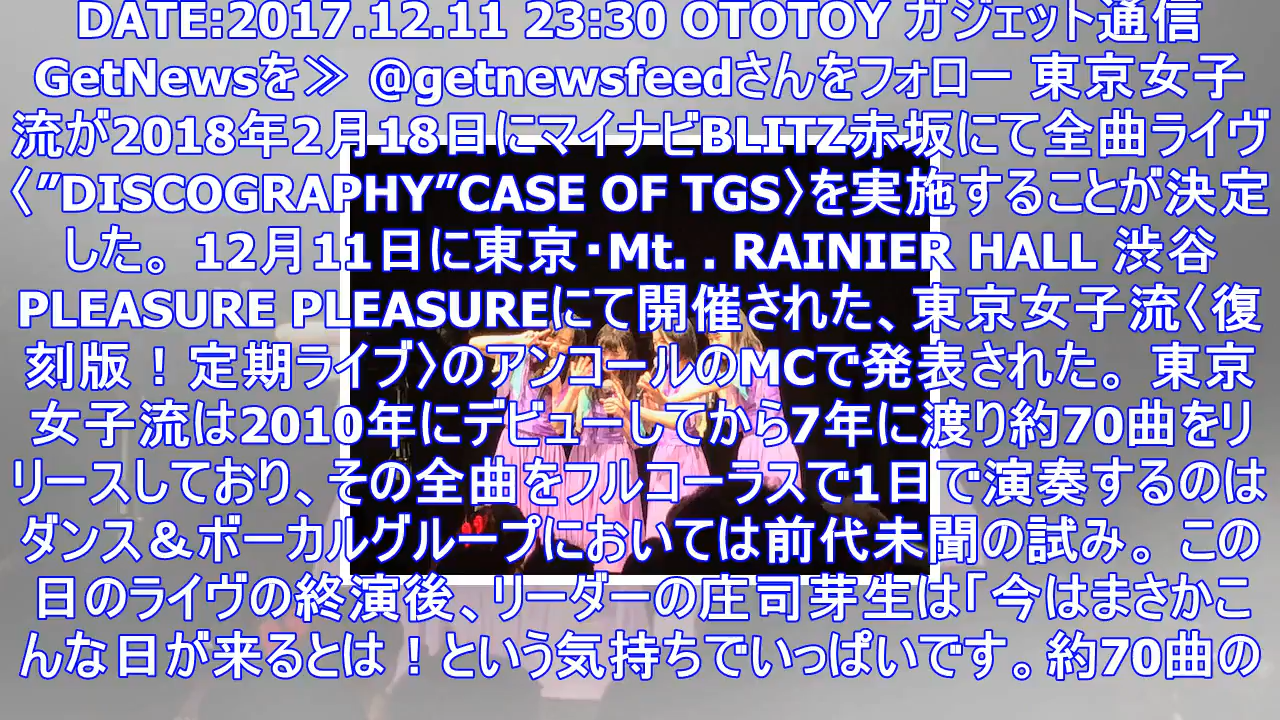 DATE:2017.12.11 23:30 OTOTOY ガジェット通信
GetNewsを≫ @getnewsfeedさんをフォロー 東京女子
流が2018年2月18日にマイナビBLITZ赤坂にて全曲ライヴ
〈”DISCOGRAPHY”CASE OF TGS〉を実施することが決定
した。 12月11日に東京・Mt. . RAINIER HALL 渋谷
PLEASURE PLEASUREにて開催された、東京女子流〈復
刻版！定期ライブ〉のアンコールのMCで発表された。 東京
女子流は2010年にデビューしてから7年に渡り約70曲をリ
リースしており、その全曲をフルコーラスで1日で演奏するのは
ダンス＆ボーカルグループにおいては前代未聞の試み。 この
日のライヴの終演後、リーダーの庄司芽生は「今はまさかこ
んな日が来るとは！という気持ちでいっぱいです。約70曲の